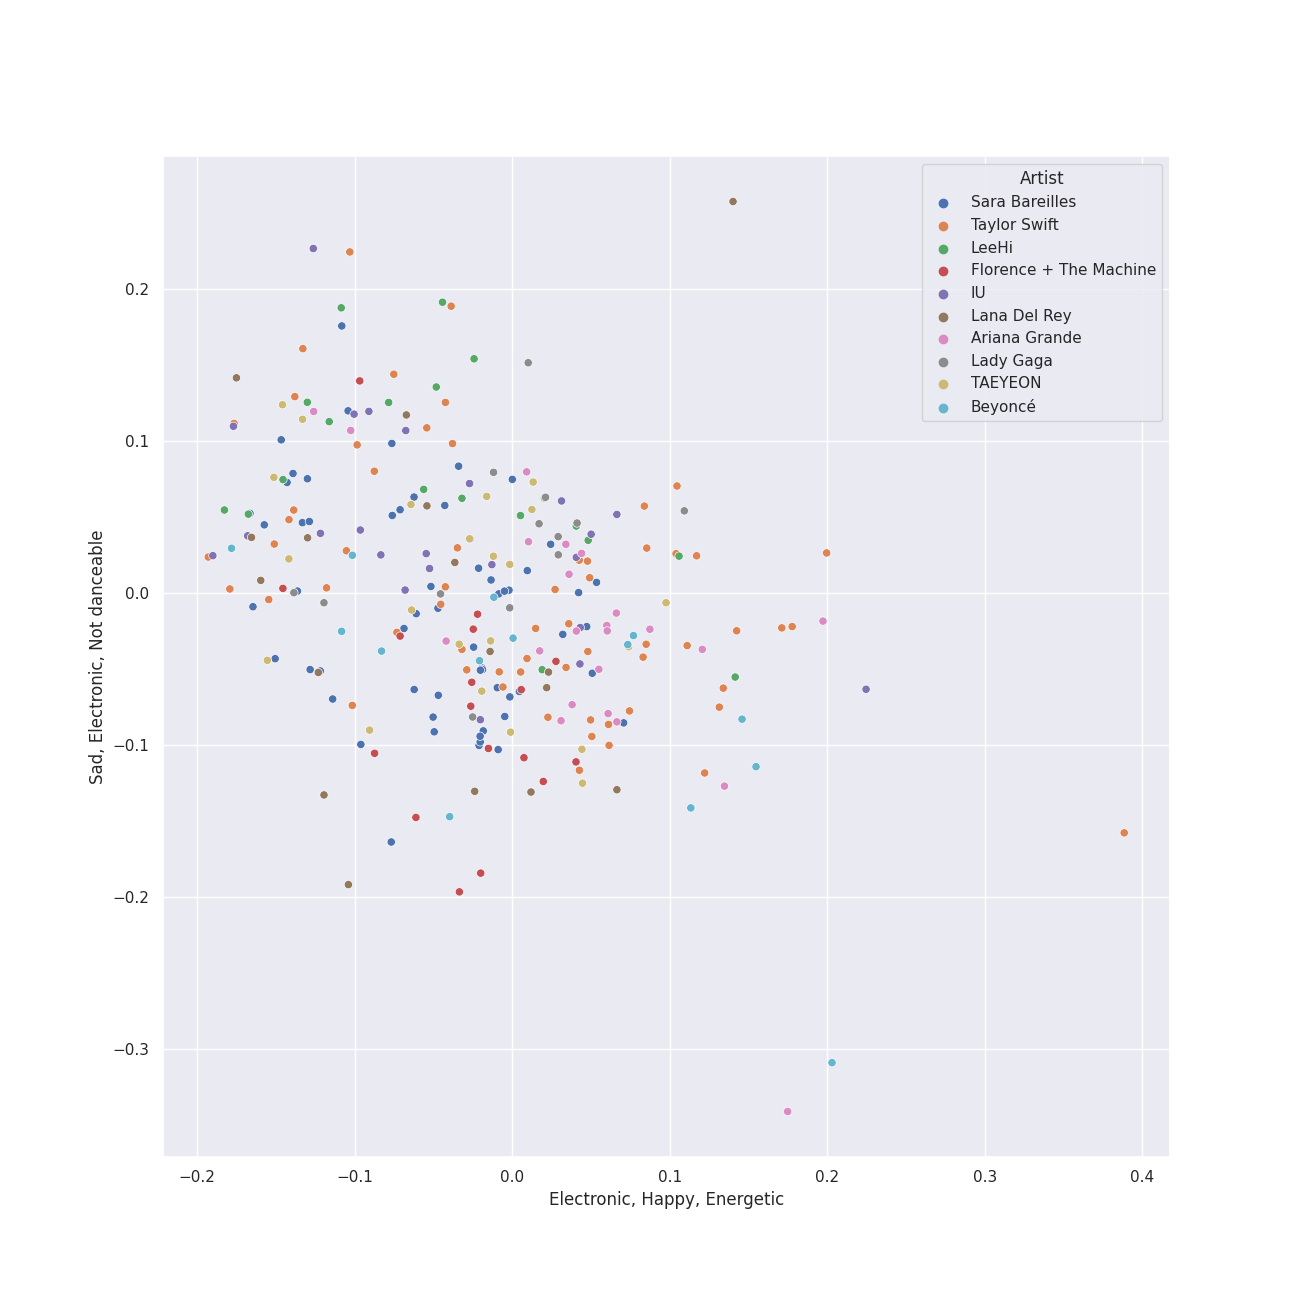 Artist
Sara Bareilles
Taylor Swift
LeeHi
Florence + The Machine
IU
Lana Del Rey
Ariana Grande
Lady Gaga
TAEYEON
Beyoncé
0.2
0.1
0.0
−0.1
−0.2
−0.3
Sad, Electronic, Not danceable
−0.2 −0.1 0.0 0.1 0.2 0.3 0.4
Electronic, Happy, Energetic